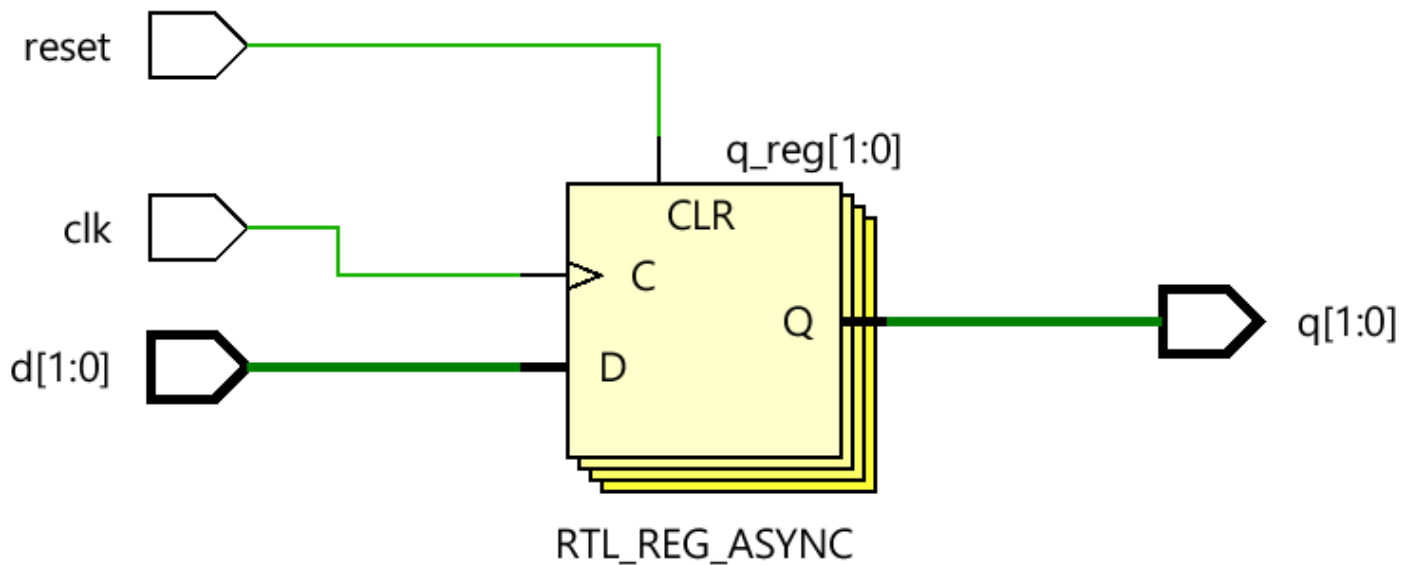 reset
q_reg[1:0]
CLR
clk
C
Q
q[1:0]
d[1:0]
D
RTL_REG_ASYNC